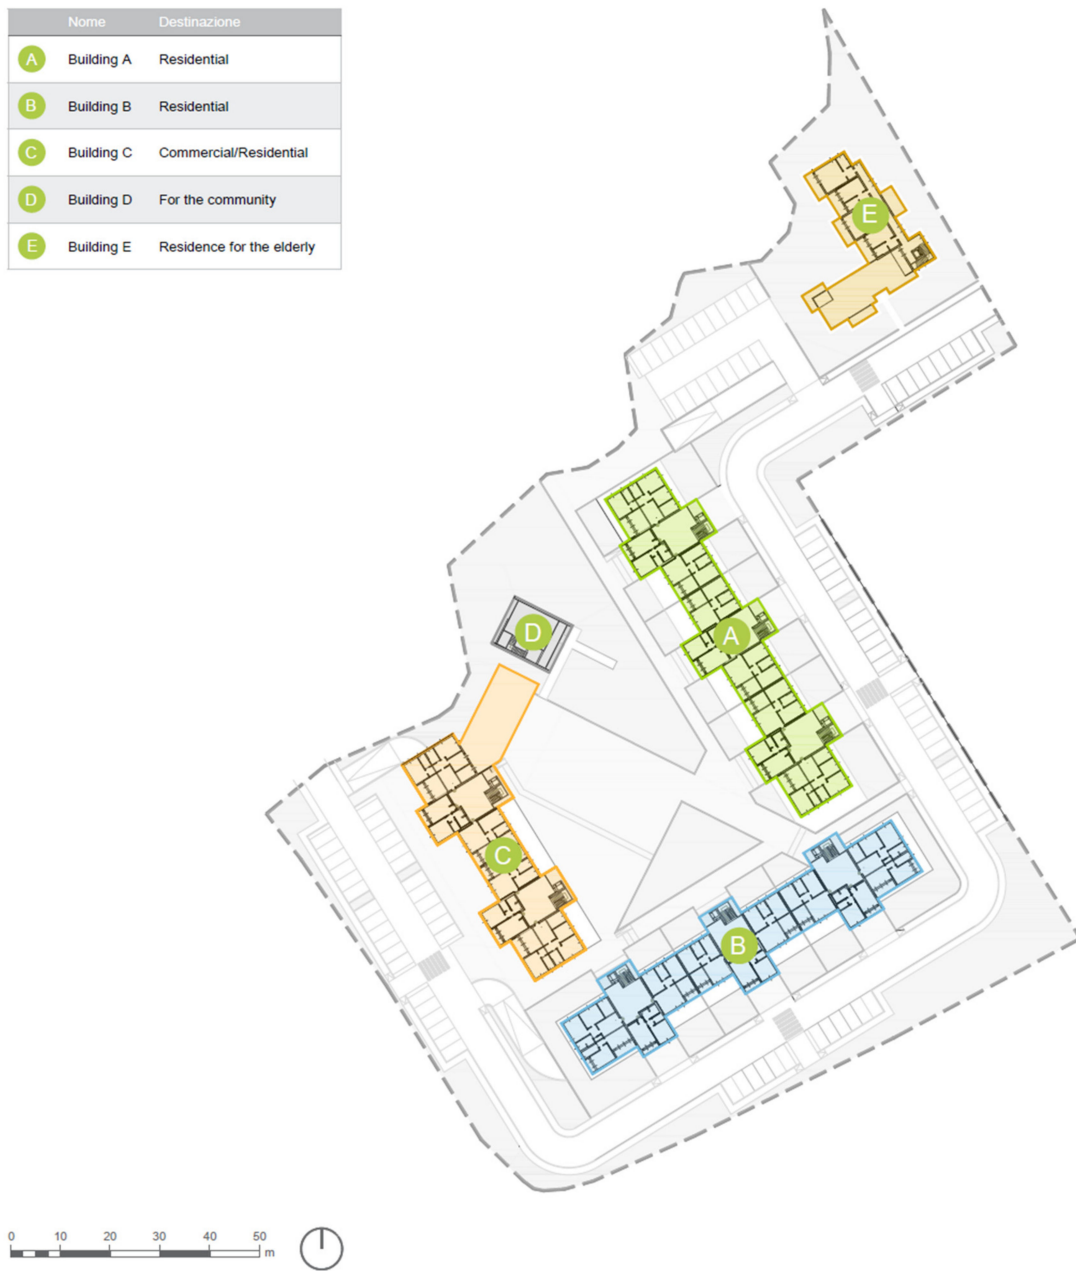 Nome Destinazione
A Building A Residential
B Building B Residential
C Building C Commercial/Residential
D Building D For the community
E Building E Residence for the elderly
E
D
A
C
B
0 10 20 30 40 50 m